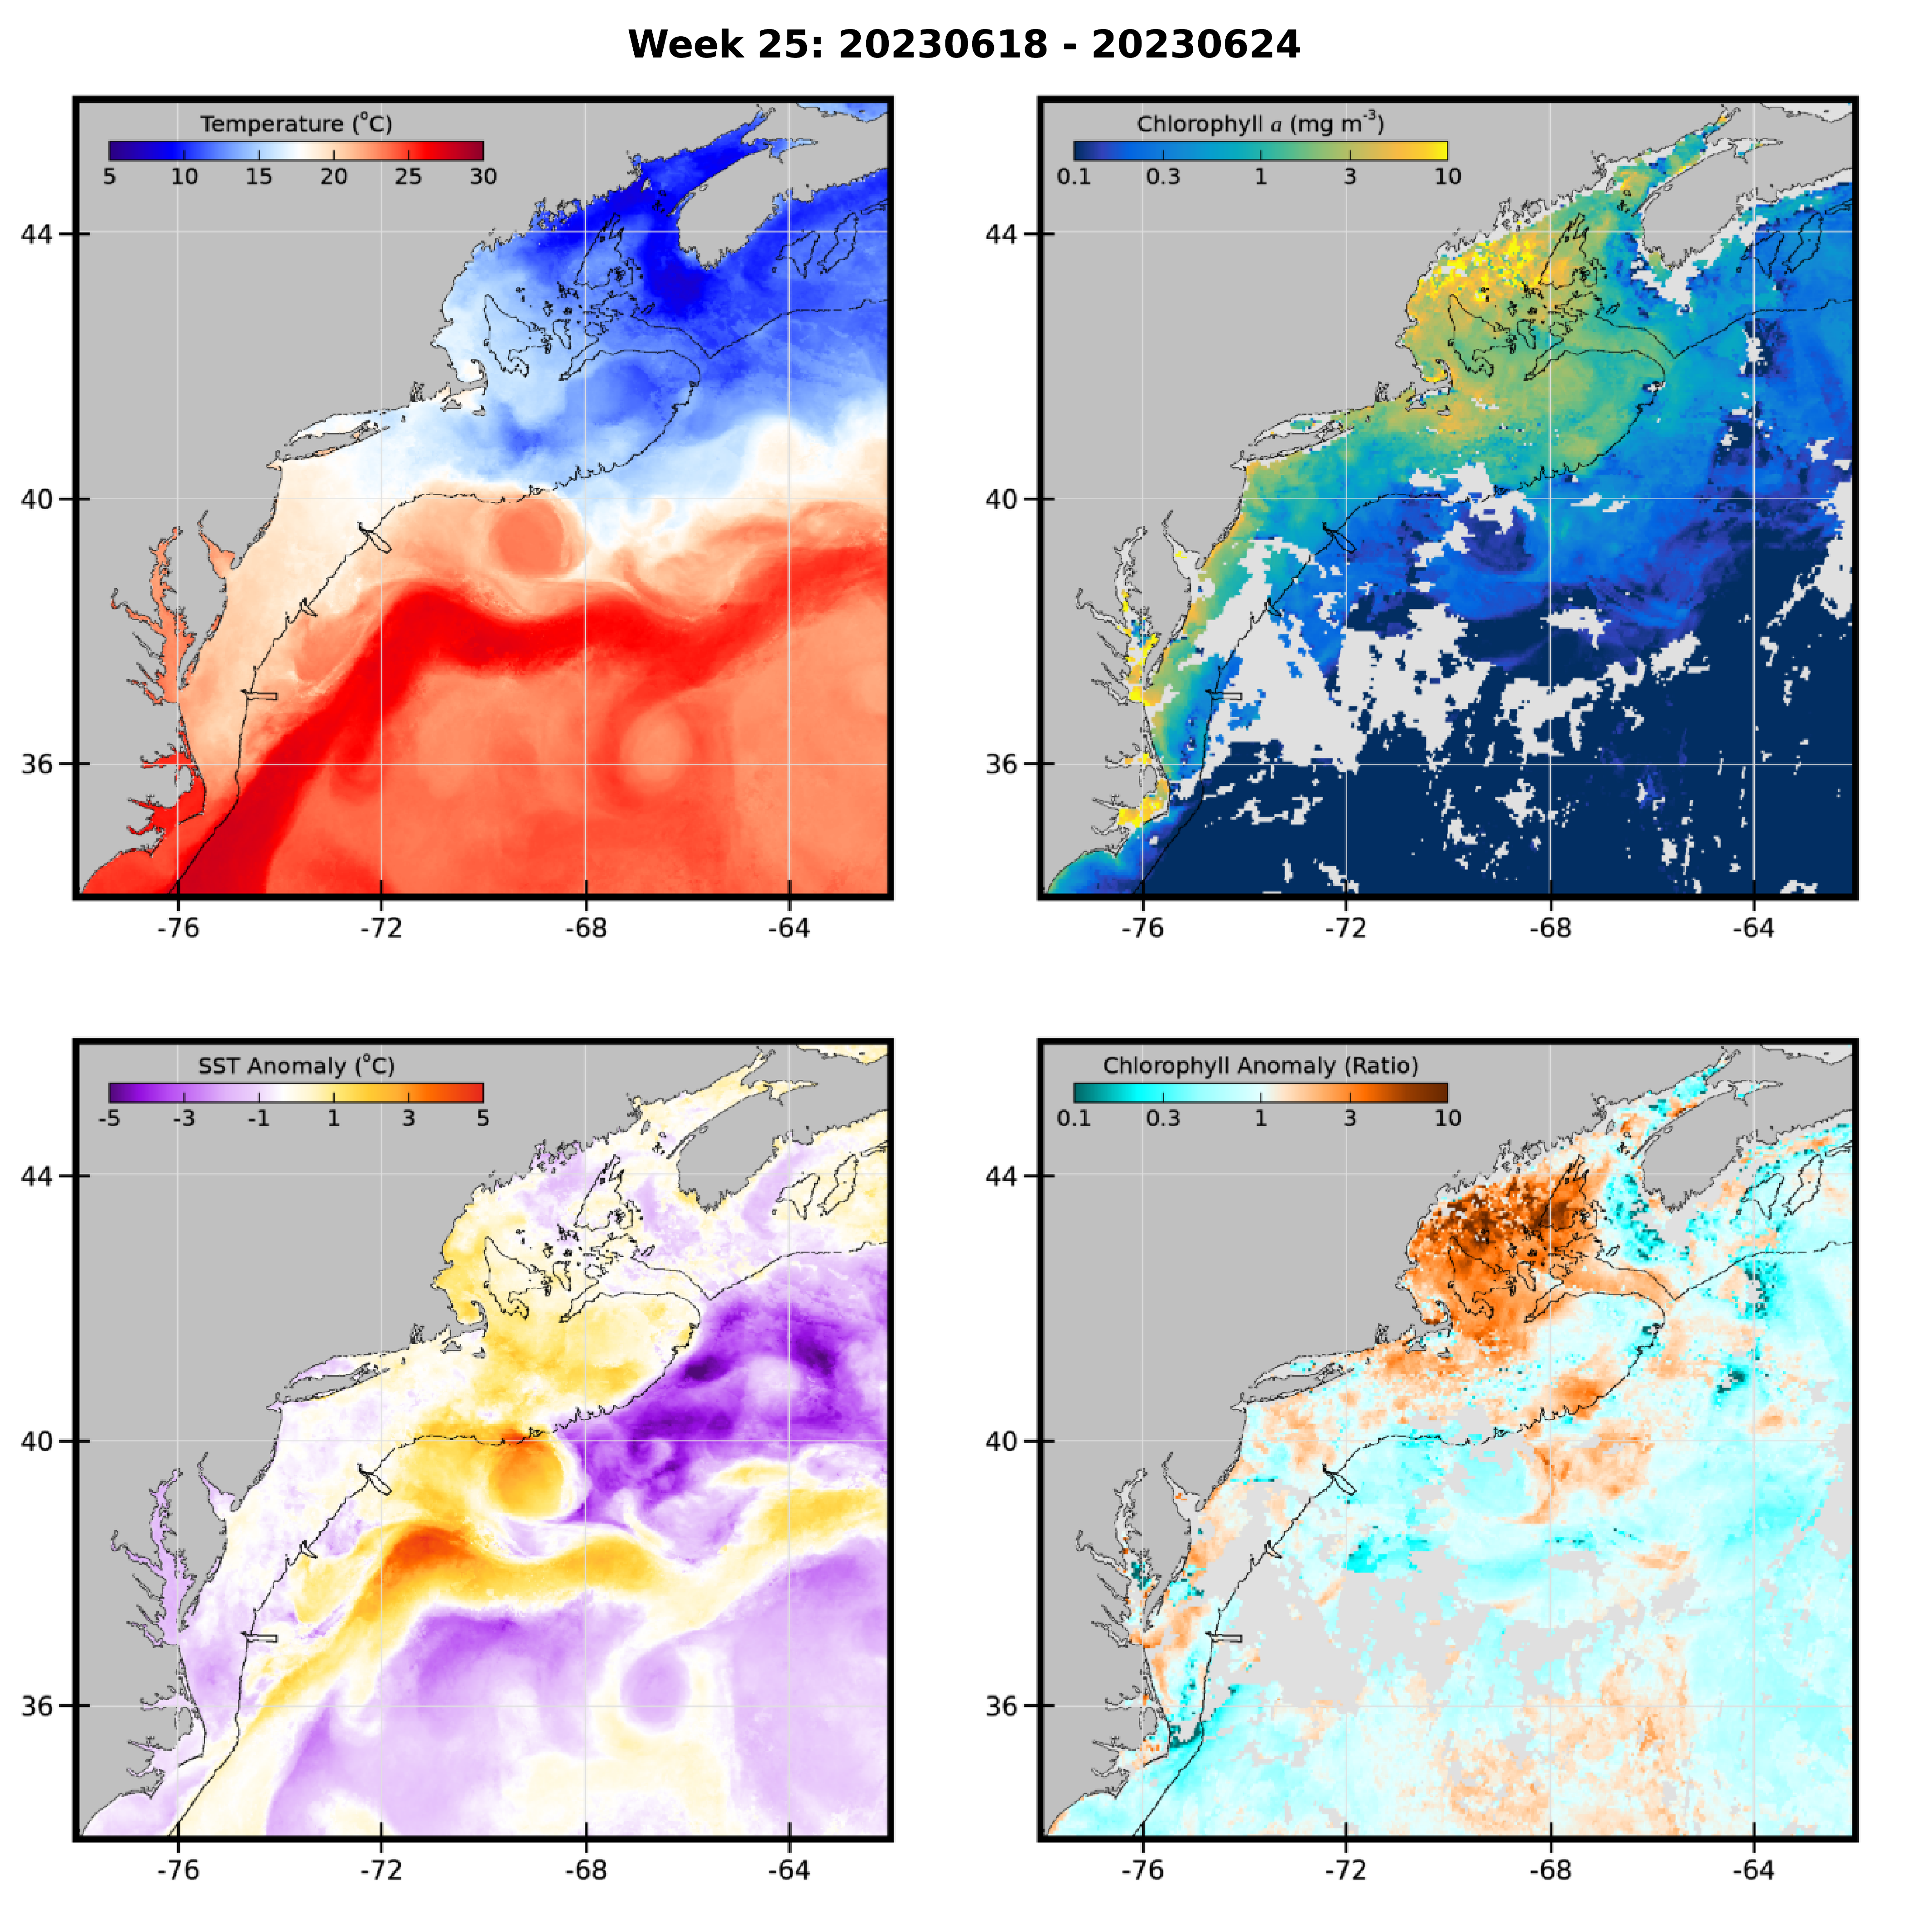 Week 25: 20230618 - 20230624
Temperature (°C)
5 10 15 20 25 30
44
40
36
-76 -72 -68 -64
Chlorophyll a (mg m⁻³)
0.1 0.3 1 3 10
44
40
36
-76 -72 -68 -64
SST Anomaly (°C)
-5 -3 -1 1 3 5
44
40
36
-76 -72 -68 -64
Chlorophyll Anomaly (Ratio)
0.1 0.3 1 3 10
44
40
36
-76 -72 -68 -64